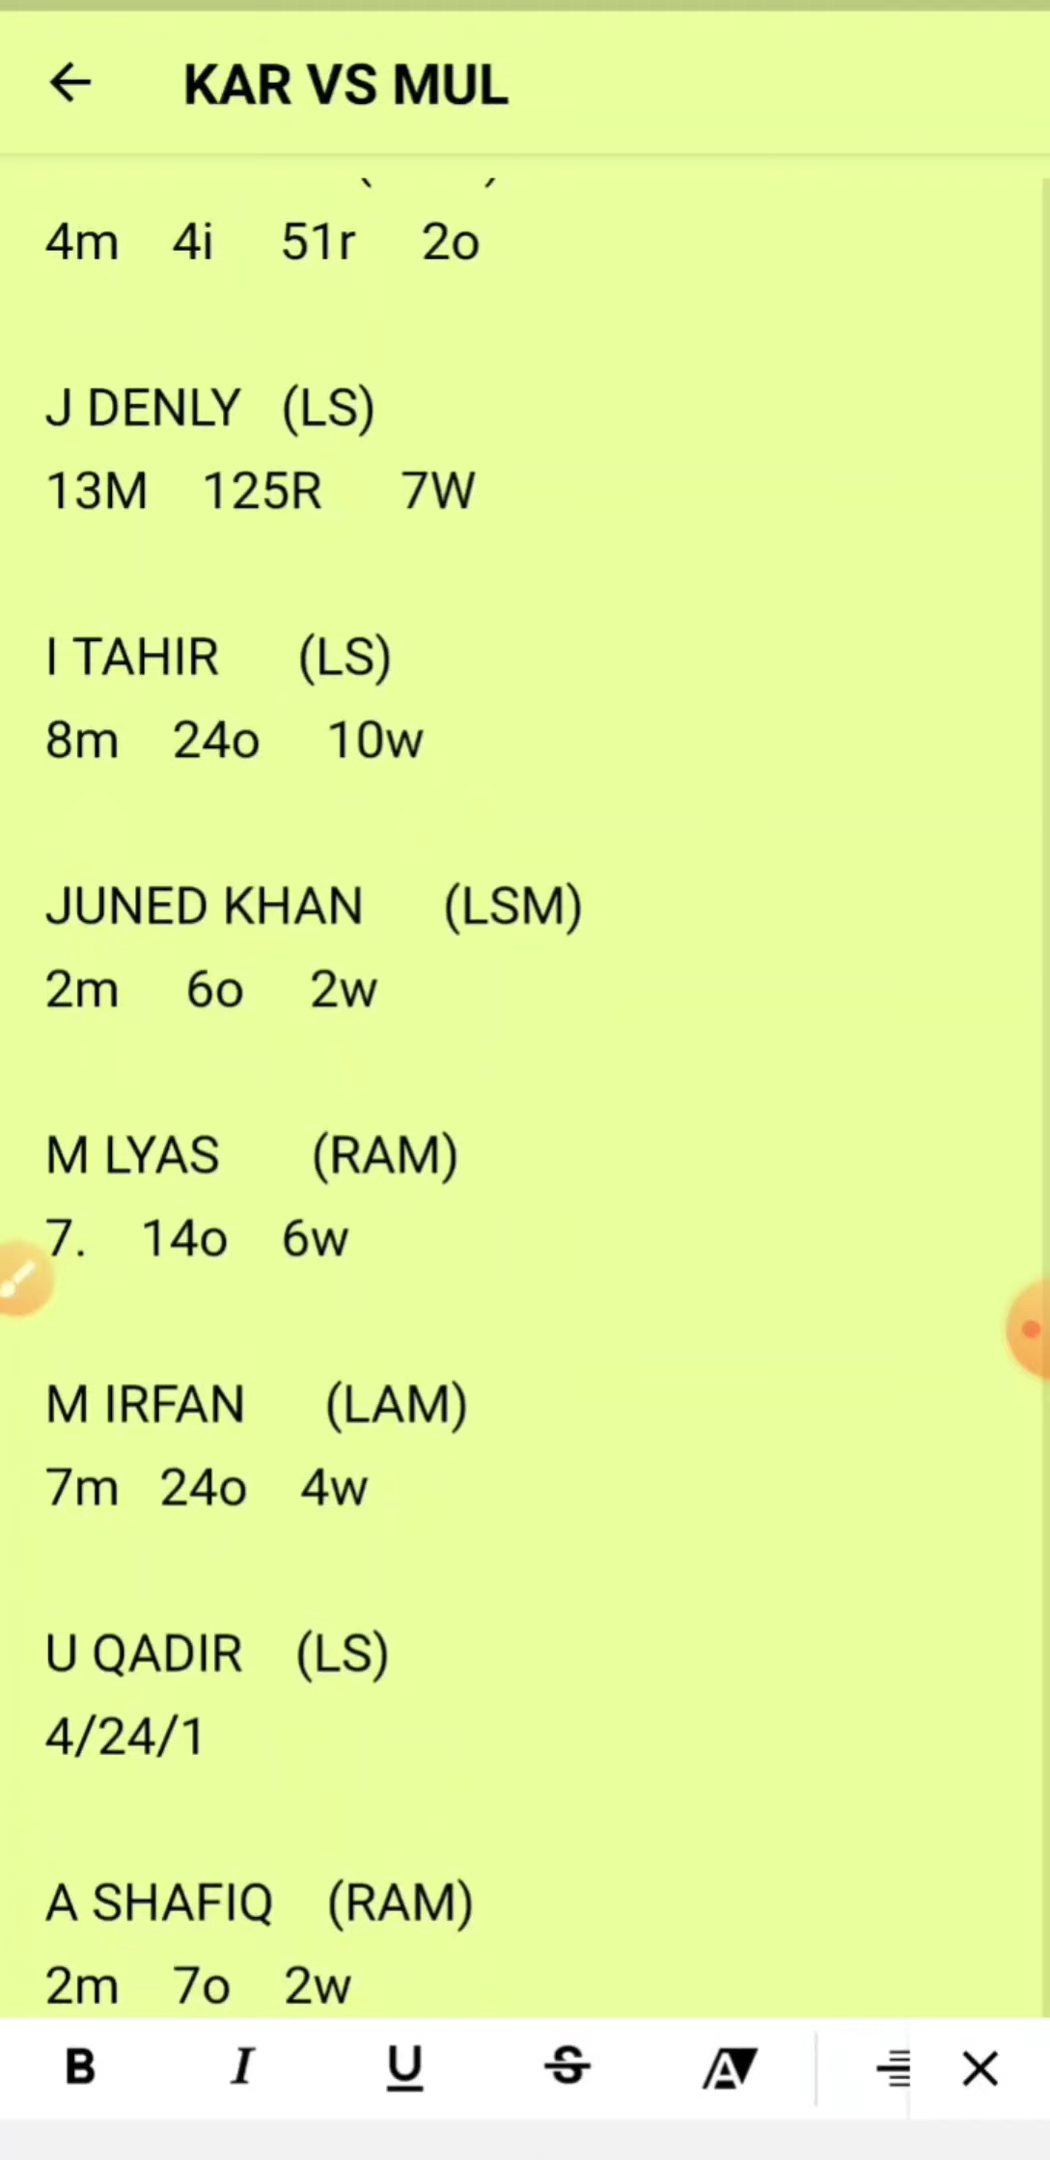 KAR VS MUL
4m 4i 51r 2o
J DENLY (LS)
13M 125R 7W
I TAHIR (LS)
8m 24o 10w
JUNED KHAN (LSM)
2m 6o 2w
M LYAS (RAM)
7. 14o 6w
M IRFAN (LAM)
7m 24o 4w
U QADIR (LS)
4/24/1
A SHAFIQ (RAM)
2m 7o 2w
B I U S A